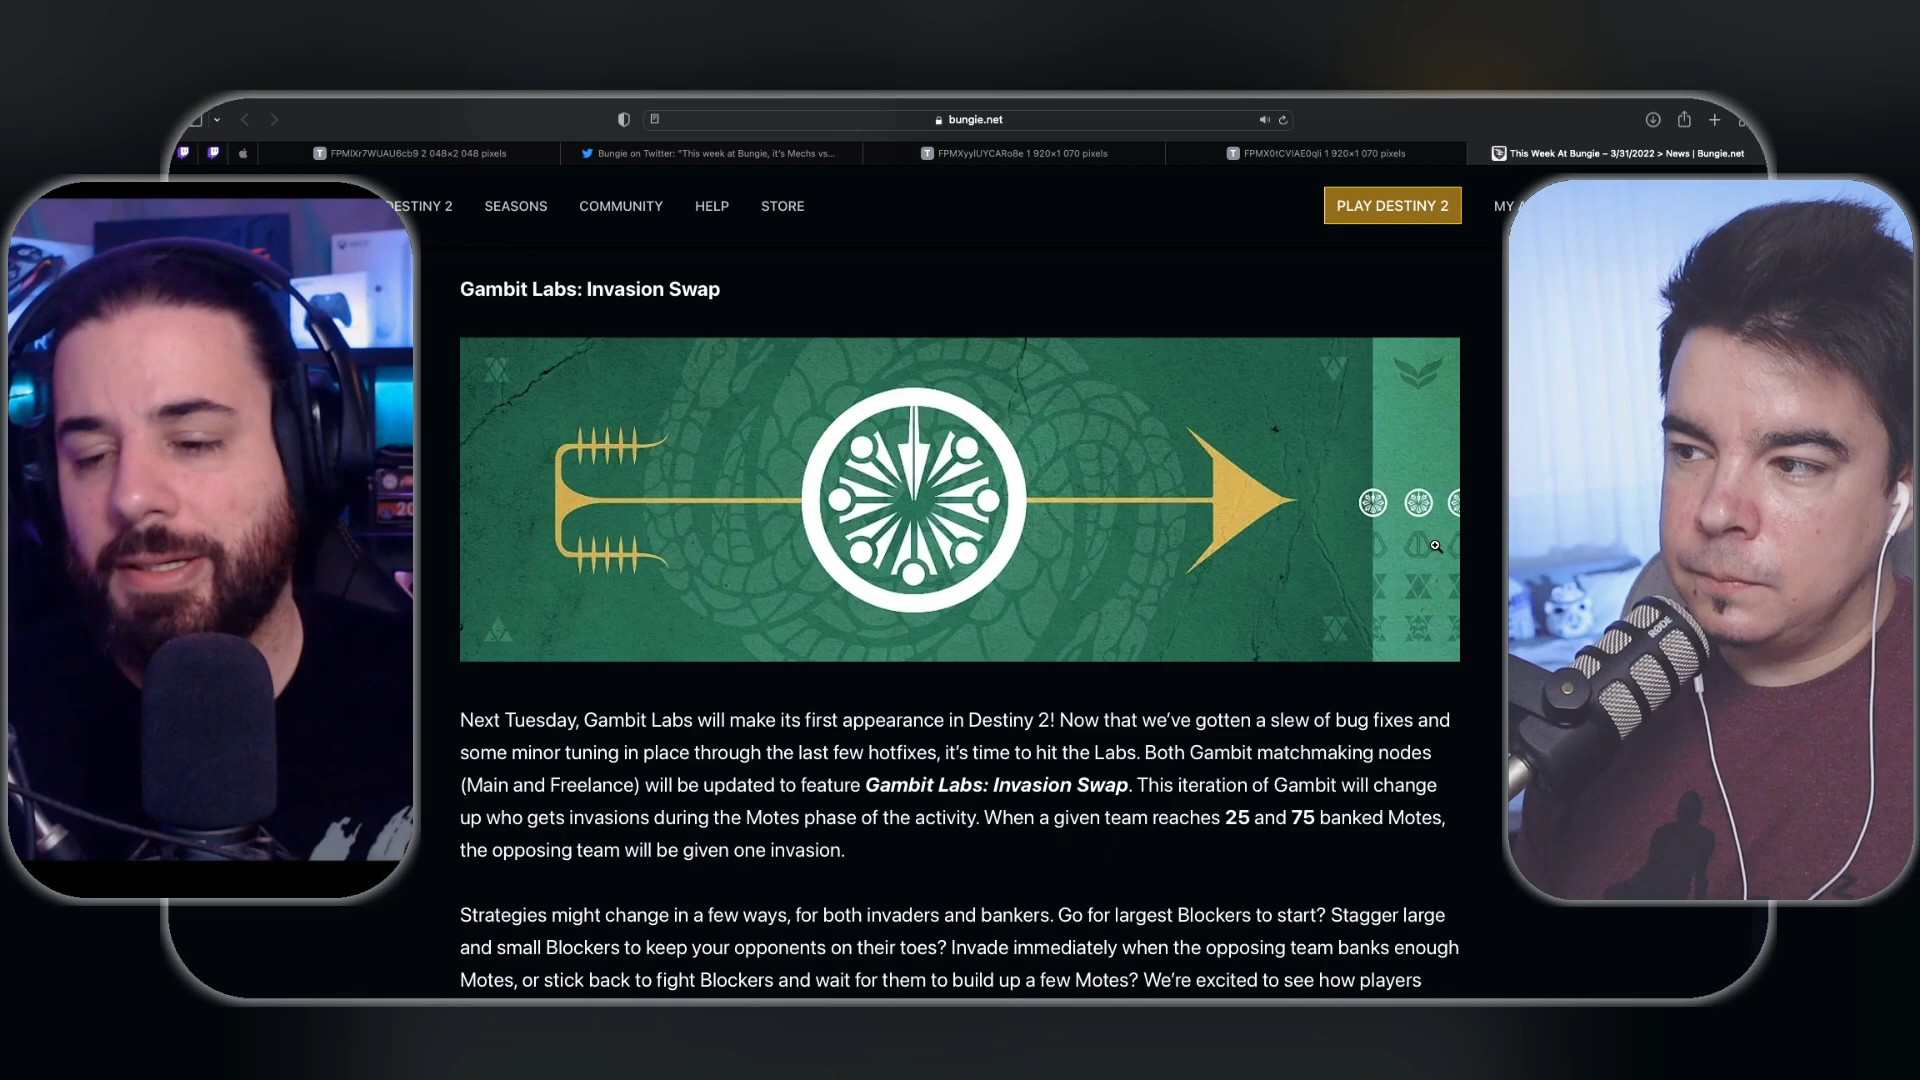 bungie.net
FPMIXr7WUAU6cb9 2 048×2 048 pixels
Bungie on Twitter: "This week at Bungie, it's Mechs vs...
FPMXyylUYCARo8e 1 920×1 070 pixels
FPMX0tCVIAE0qli 1 920×1 070 pixels
This Week At Bungie – 3/31/2022 > News | Bungie.net
DESTINY 2
SEASONS
COMMUNITY
HELP
STORE
PLAY DESTINY 2
MY A
XBOX
Gambit Labs: Invasion Swap
20
RØDE
Next Tuesday, Gambit Labs will make its first appearance in Destiny 2! Now that we've gotten a slew of bug fixes and
some minor tuning in place through the last few hotfixes, it's time to hit the Labs. Both Gambit matchmaking nodes
(Main and Freelance) will be updated to feature Gambit Labs: Invasion Swap. This iteration of Gambit will change
up who gets invasions during the Motes phase of the activity. When a given team reaches 25 and 75 banked Motes,
the opposing team will be given one invasion.
Strategies might change in a few ways, for both invaders and bankers. Go for largest Blockers to start? Stagger large
and small Blockers to keep your opponents on their toes? Invade immediately when the opposing team banks enough
Motes, or stick back to fight Blockers and wait for them to build up a few Motes? We're excited to see how players